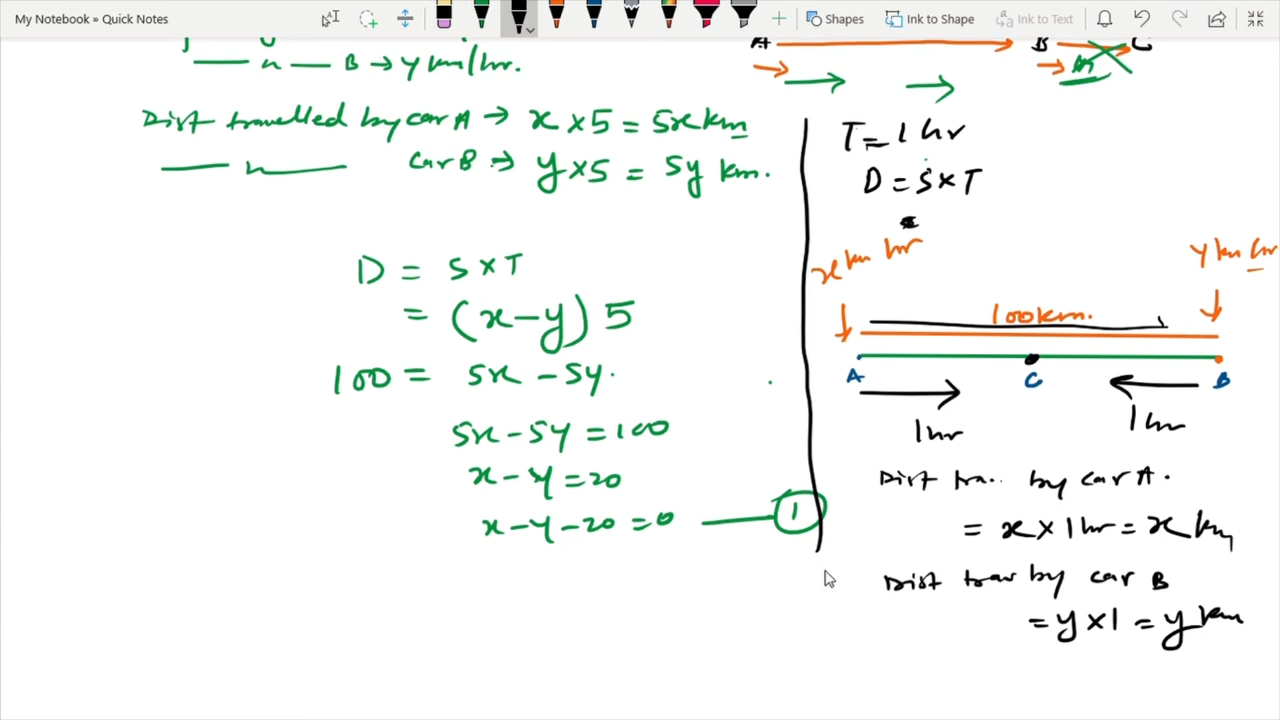 My Notebook » Quick Notes
Shapes
Ink to Shape
Ink to Text
B → y km/hr.
Dist travelled by car A → x × 5 = 5x km
Car B → y × 5 = 5y km.
D = S × T
= (x - y) 5
100 = 5x - 5y.
5x - 5y = 100
x - y = 20
x - y - 20 = 0 — 1
A B C
T = 1 hr
D = S × T
x km hr
y km hr
100 km.
A C B
1 hr 1 hr
Dist tra.. by car A.
= x × 1 hr = x km
Dist trav by car B
= y × 1 = y km